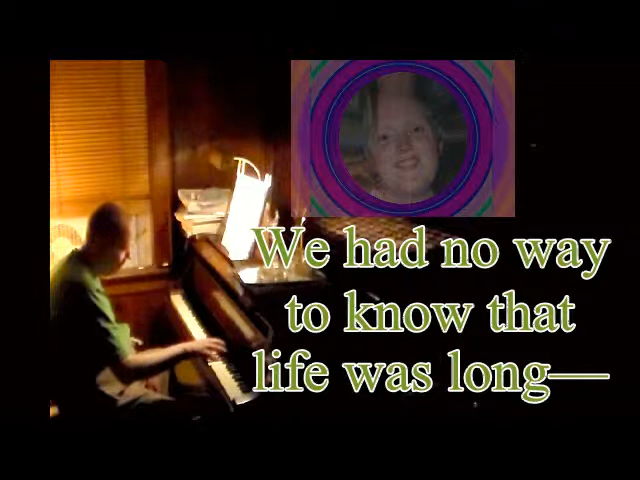 We had no way
to know that
life was long—